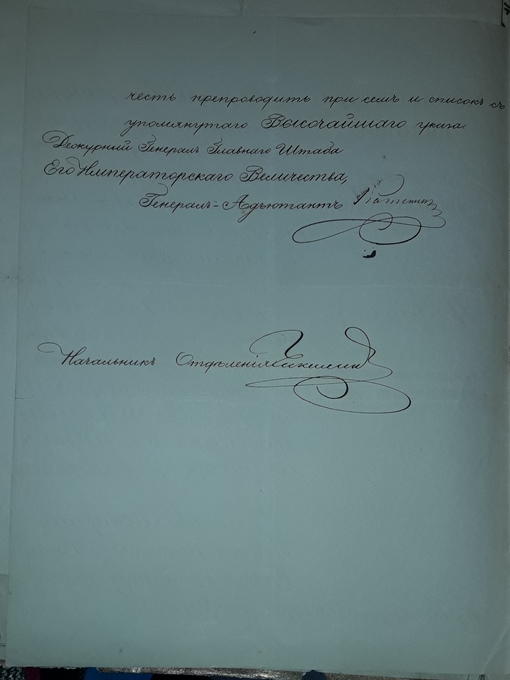 честь препроводить при семъ и списокъ съ
упомянутаго Высочайшаго указа.
Дежурный Генералъ Главнаго Штаба
Его Императорскаго Величества,
Генералъ-Адъютантъ
Начальникъ Отдѣленія